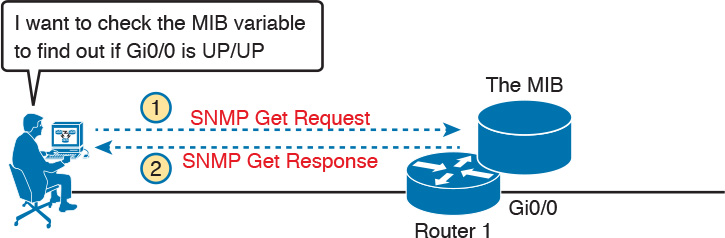 I want to check the MIB variable
to find out if Gi0/0 is UP/UP
The MIB
1
SNMP Get Request
2
SNMP Get Response
Gi0/0
Router 1